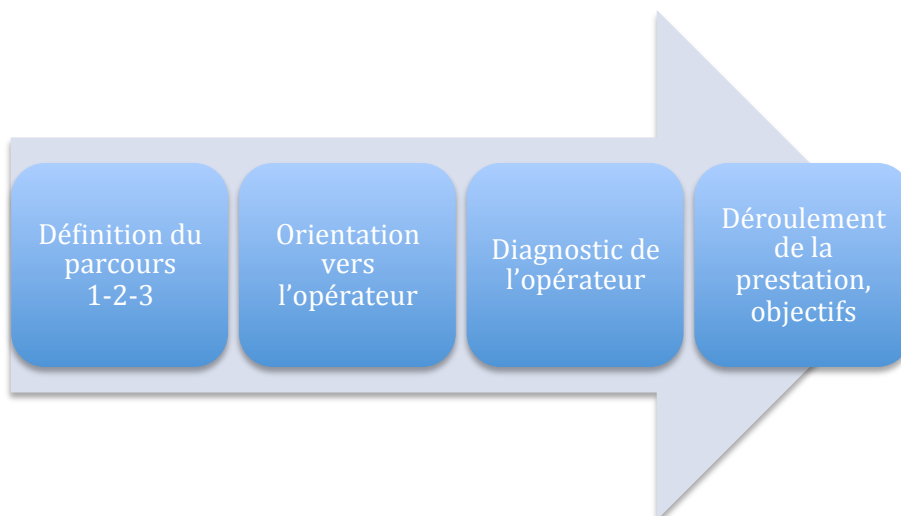 Définition du
parcours
1-2-3
Orientation
vers
l’opérateur
Diagnostic de
l’opérateur
Déroulement
de la
prestation,
objectifs